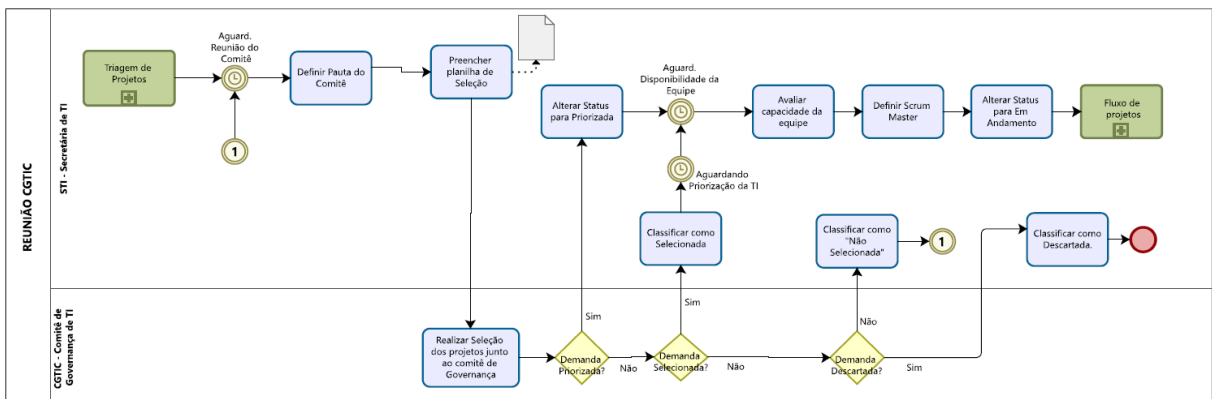 REUNIÃO CGTIC
STI - Secretária de TI
Triagem de
Projetos
Aguard.
Reunião do
Comitê
1
Definir Pauta do
Comitê
Preencher
planilha de
Seleção
Alterar Status
para Priorizada
Aguard.
Disponibilidade da
Equipe
Avaliar
capacidade da
equipe
Definir Scrum
Master
Alterar Status
para Em
Andamento
Fluxo de
projetos
Aguardando
Priorização da TI
Classificar como
Selecionada
Classificar como
"Não
Selecionada"
1
Classificar como
Descartada.
CGTIC - Comitê de
Governança de TI
Realizar Seleção
dos projetos junto
ao comitê de
Governança
Sim
Demanda
Priorizada?
Não
Sim
Demanda
Selecionada?
Não
Não
Demanda
Descartada?
Sim